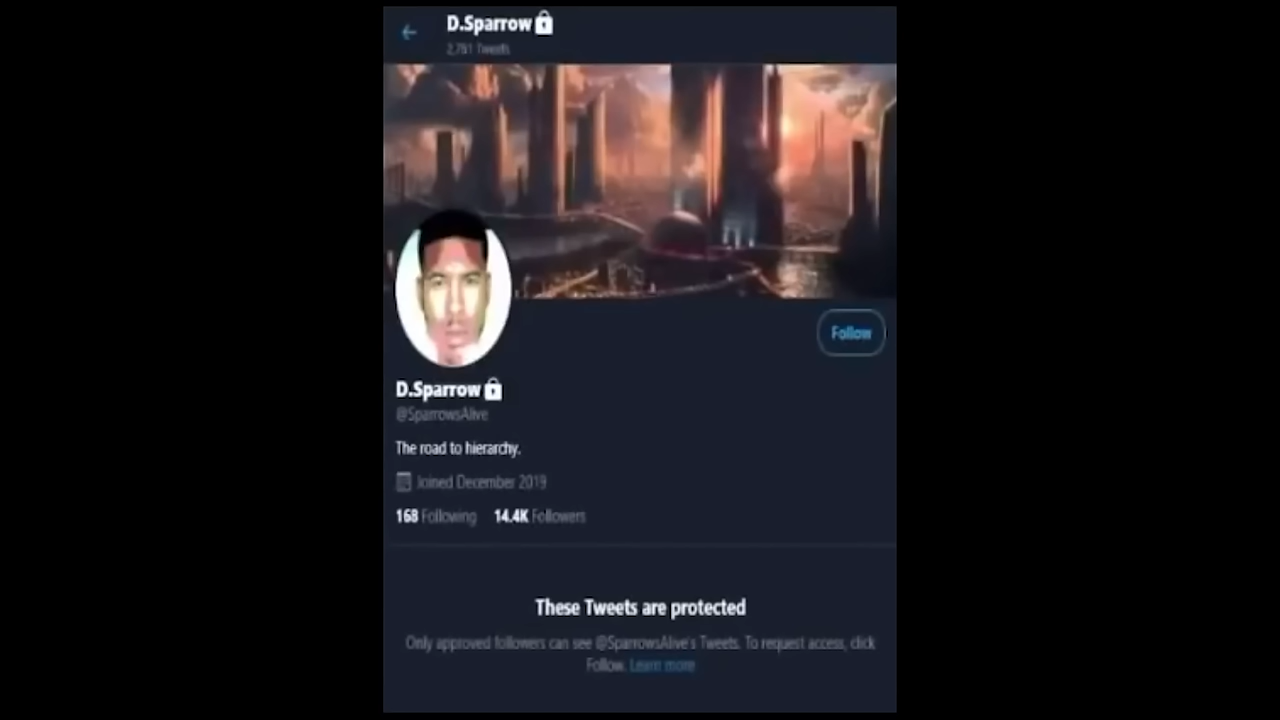 D.Sparrow
2,781 Tweets
Follow
D.Sparrow
@SparrowsAlive
The road to hierarchy.
Joined December 2019
168 Following 14.4K Followers
These Tweets are protected
Only approved followers can see @SparrowsAlive's Tweets. To request access, click
Follow. Learn more